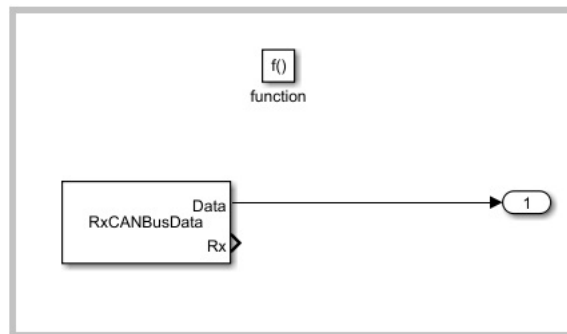 f()
function
Data
RxCANBusData
Rx
1